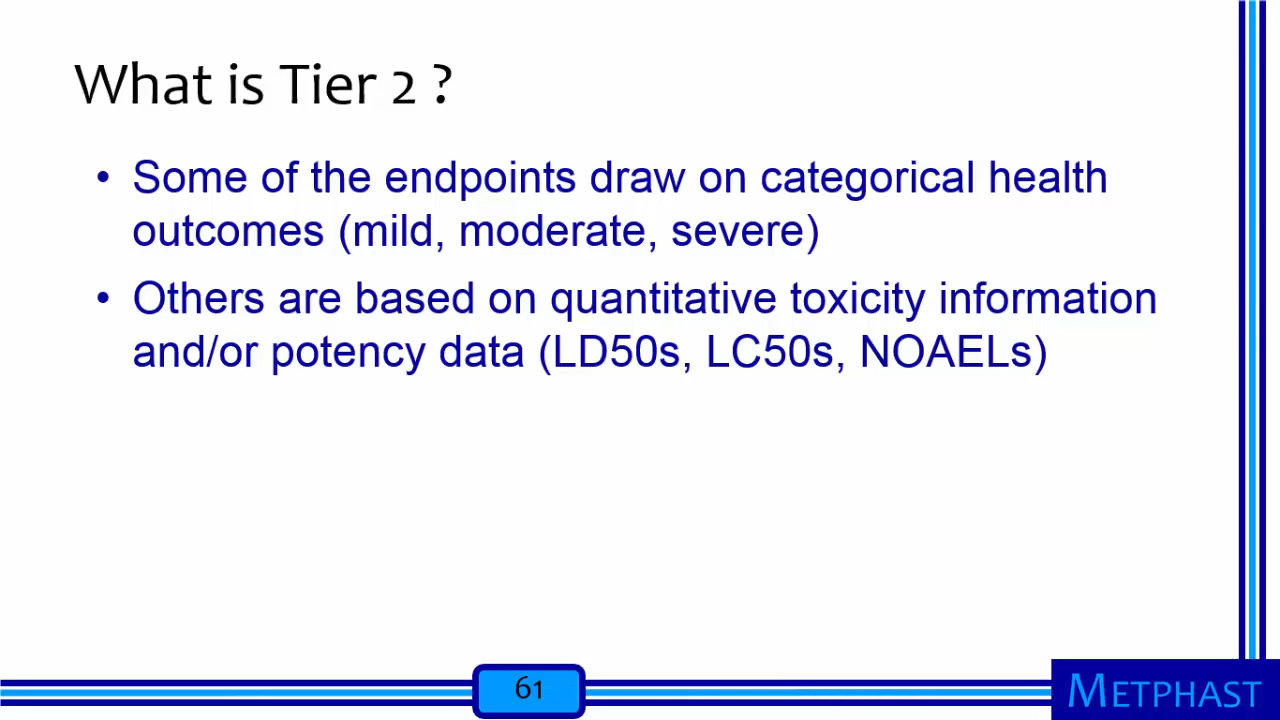 What is Tier 2 ?
• Some of the endpoints draw on categorical health
outcomes (mild, moderate, severe)
• Others are based on quantitative toxicity information
and/or potency data (LD50s, LC50s, NOAELs)
61
METPHAST